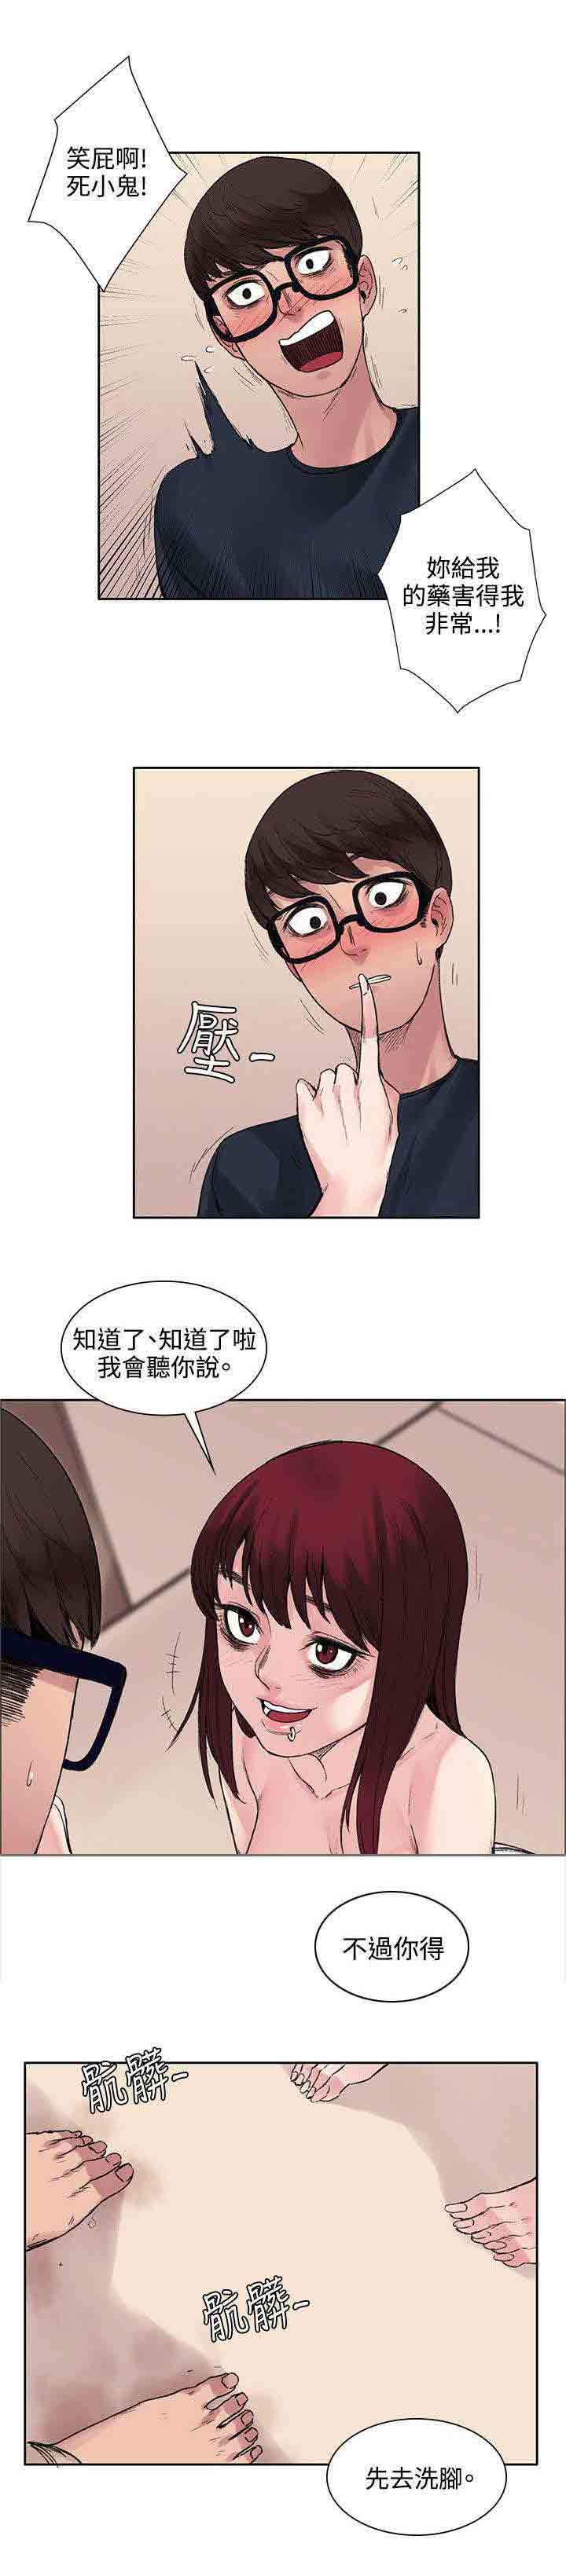 笑屁啊!
死小鬼!
妳給我
的藥害得我
非常...!
壓-
知道了、知道了啦
我會聽你說。
不過你得
骯髒-
骯髒-
先去洗腳。